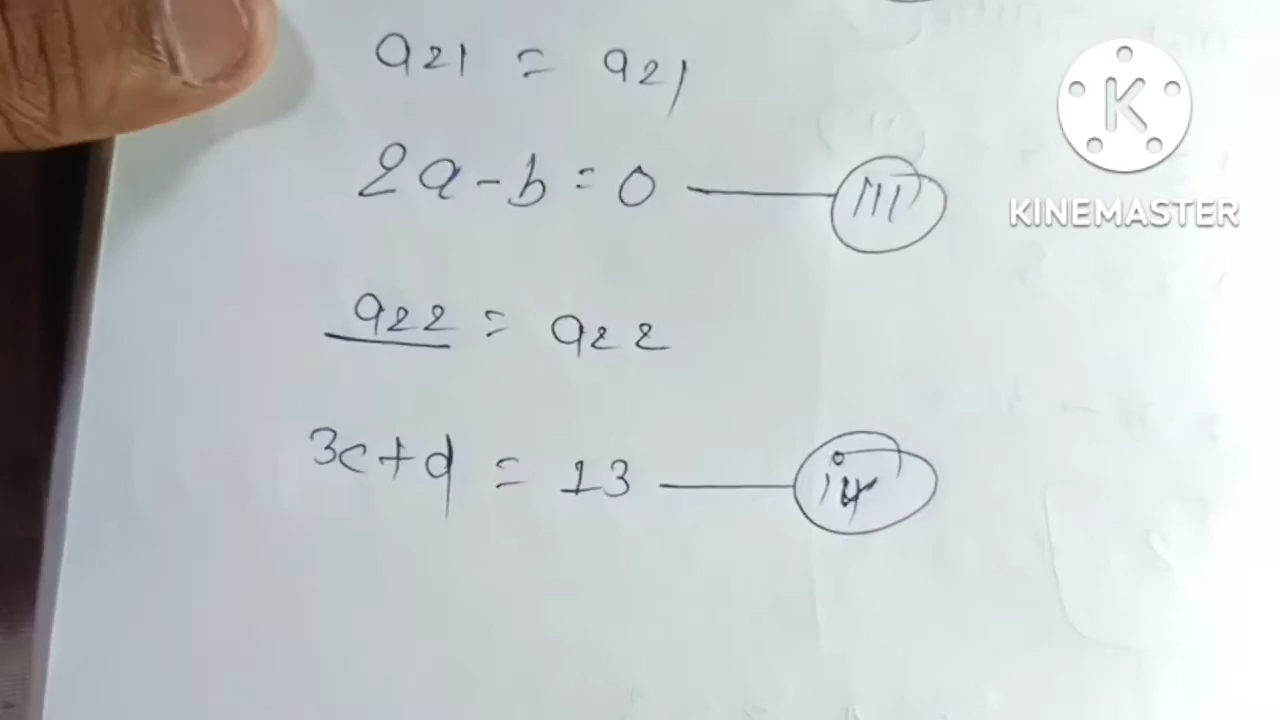 a21 = a21
2a - b = 0 (iii)
a22 = a22
3c + d = 13 (iv)
K
KINEMASTER